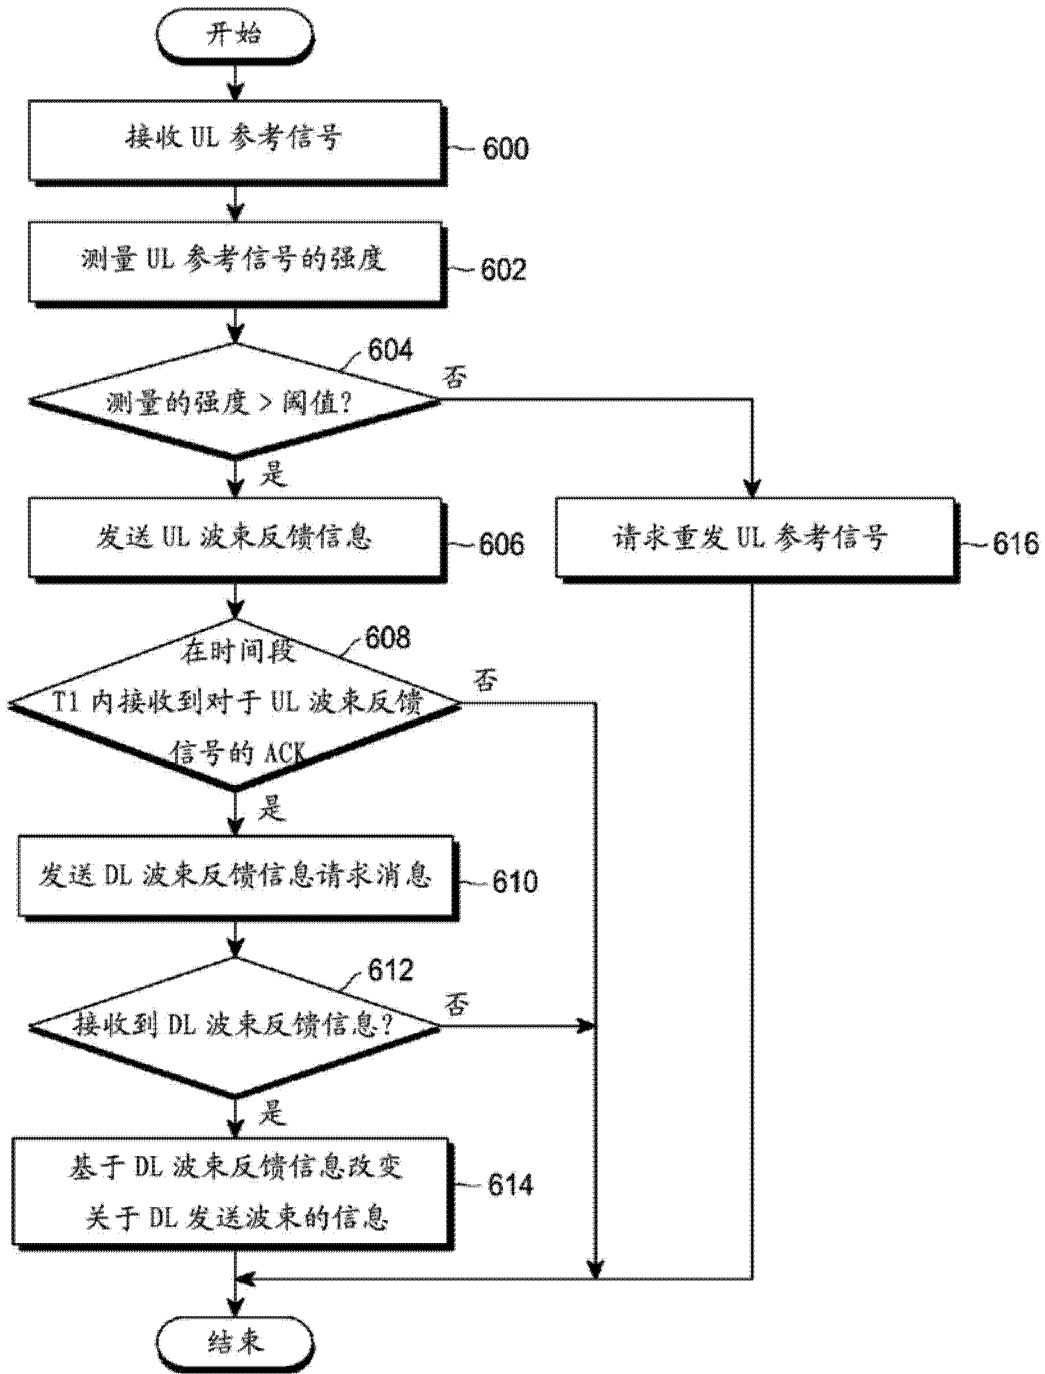 开始
接收 UL 参考信号
600
测量 UL 参考信号的强度
602
604
测量的强度 > 阈值?
否
是
发送 UL 波束反馈信息
606
请求重发 UL 参考信号
616
608
在时间段
T1 内接收到对于 UL 波束反馈
信号的 ACK
否
是
发送 DL 波束反馈信息请求消息
610
612
接收到 DL 波束反馈信息?
否
是
基于 DL 波束反馈信息改变
关于 DL 发送波束的信息
614
结束